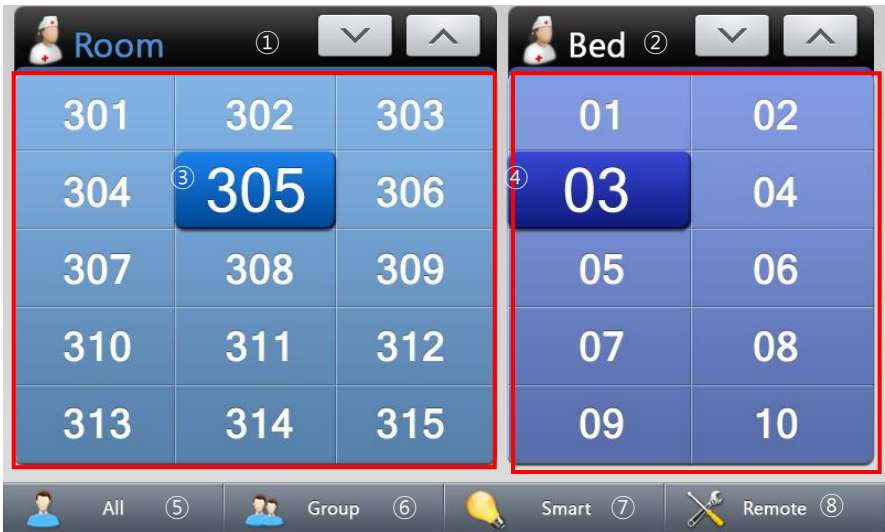 Room ① Bed ②
301 302 303 01 02
304 ③ 305 306 ④ 03 04
307 308 309 05 06
310 311 312 07 08
313 314 315 09 10
All ⑤ Group ⑥ Smart ⑦ Remote ⑧